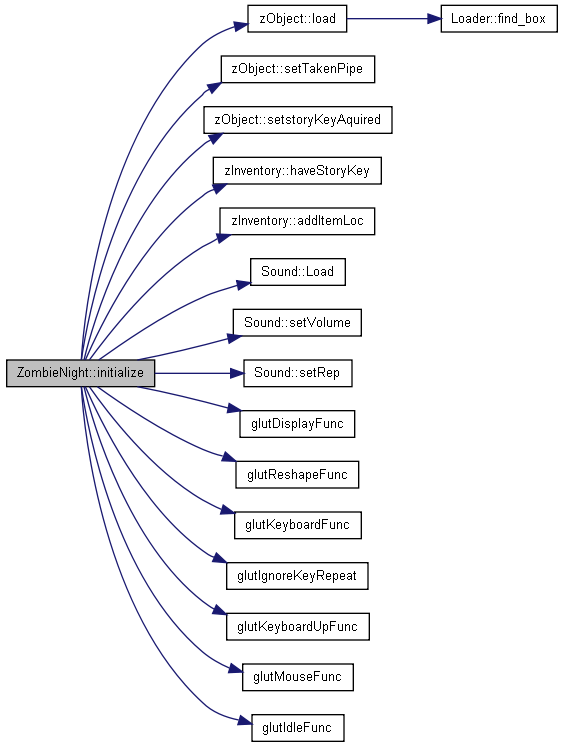 zObject::load
Loader::find_box
zObject::setTakenPipe
zObject::setstoryKeyAquired
zInventory::haveStoryKey
zInventory::addItemLoc
Sound::Load
Sound::setVolume
ZombieNight::initialize
Sound::setRep
glutDisplayFunc
glutReshapeFunc
glutKeyboardFunc
glutIgnoreKeyRepeat
glutKeyboardUpFunc
glutMouseFunc
glutIdleFunc